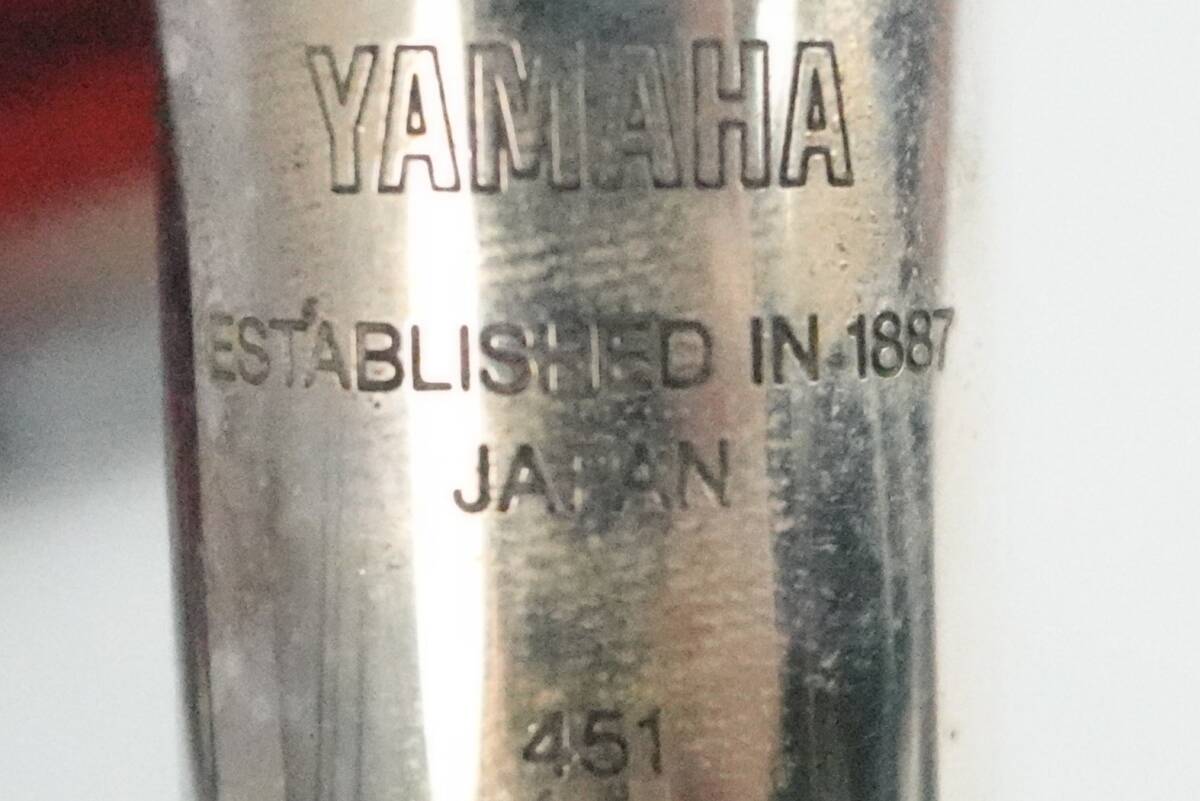 YAMAHA
ESTABLISHED IN 1887
JAPAN
451